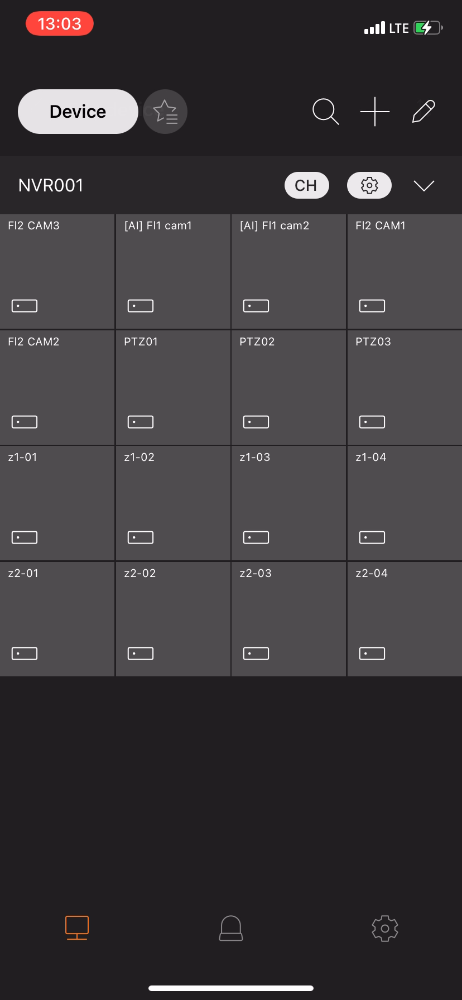 13:03 LTE
Device
NVR001 CH
Fl2 CAM3 [AI] Fl1 cam1 [AI] Fl1 cam2 Fl2 CAM1
Fl2 CAM2 PTZ01 PTZ02 PTZ03
z1-01 z1-02 z1-03 z1-04
z2-01 z2-02 z2-03 z2-04